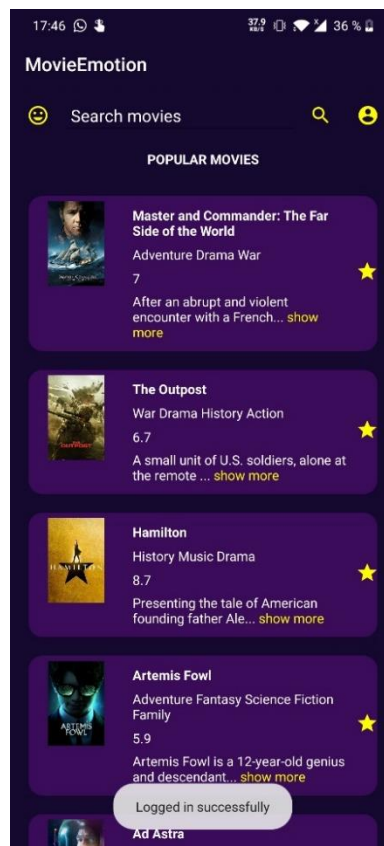 17:46 37.9 KB/S 36 %
MovieEmotion
Search movies
POPULAR MOVIES
Master and Commander: The Far
Side of the World
Adventure Drama War
7
After an abrupt and violent
encounter with a French... show
more
The Outpost
War Drama History Action
6.7
A small unit of U.S. soldiers, alone at
the remote ... show more
HAMILTON
Hamilton
History Music Drama
8.7
Presenting the tale of American
founding father Ale... show more
ARTEMIS
FOWL
Artemis Fowl
Adventure Fantasy Science Fiction
Family
5.9
Artemis Fowl is a 12-year-old genius
and descendant... show more
Logged in successfully
Ad Astra